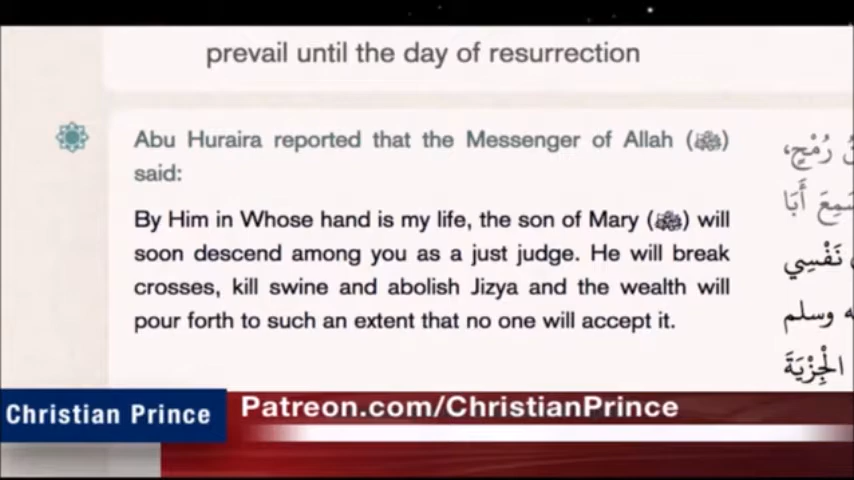 prevail until the day of resurrection
Abu Huraira reported that the Messenger of Allah (ﷺ)
said:
By Him in Whose hand is my life, the son of Mary (ﷺ) will
soon descend among you as a just judge. He will break
crosses, kill swine and abolish Jizya and the wealth will
pour forth to such an extent that no one will accept it.
رُمْحٍ،
سَمِعَ أَبَا
نَفْسِي
وسلم
الْجِزْيَةَ
Christian Prince
Patreon.com/ChristianPrince